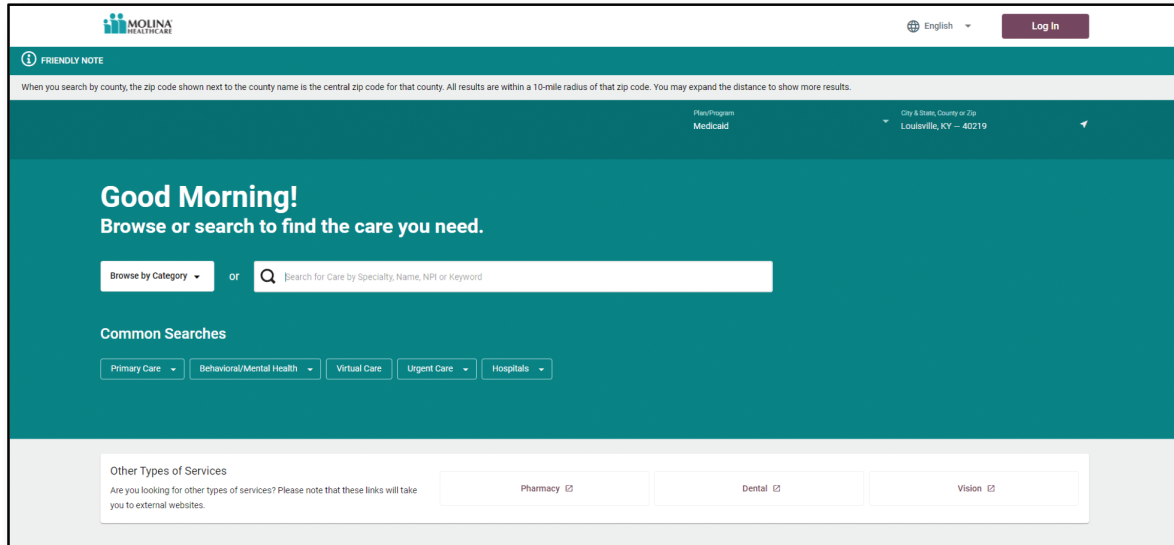 MOLINA
HEALTHCARE
English
Log In
FRIENDLY NOTE
When you search by county, the zip code shown next to the county name is the central zip code for that county. All results are within a 10-mile radius of that zip code. You may expand the distance to show more results.
Plan/Program
Medicaid
City & State, County or Zip
Louisville, KY — 40219
Good Morning!
Browse or search to find the care you need.
Browse by Category
or
Search for Care by Specialty, Name, NPI or Keyword
Common Searches
Primary Care
Behavioral/Mental Health
Virtual Care
Urgent Care
Hospitals
Other Types of Services
Are you looking for other types of services? Please note that these links will take
you to external websites.
Pharmacy
Dental
Vision